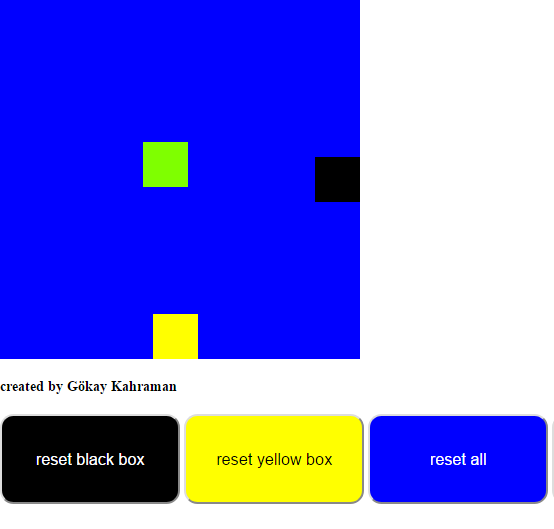 created by Gökay Kahraman
reset black box
reset yellow box
reset all